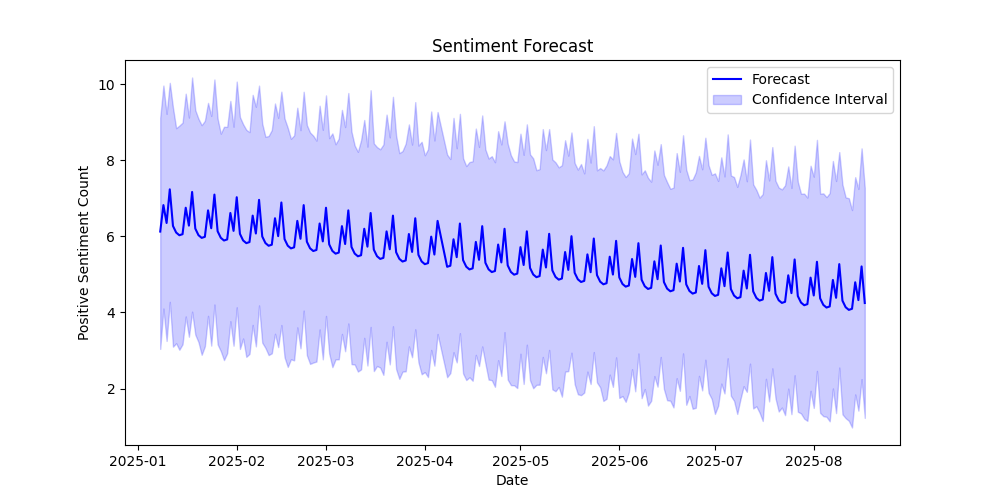 Sentiment Forecast
Forecast
Confidence Interval
Positive Sentiment Count
10
8
6
4
2
2025-01
2025-02
2025-03
2025-04
2025-05
2025-06
2025-07
2025-08
Date